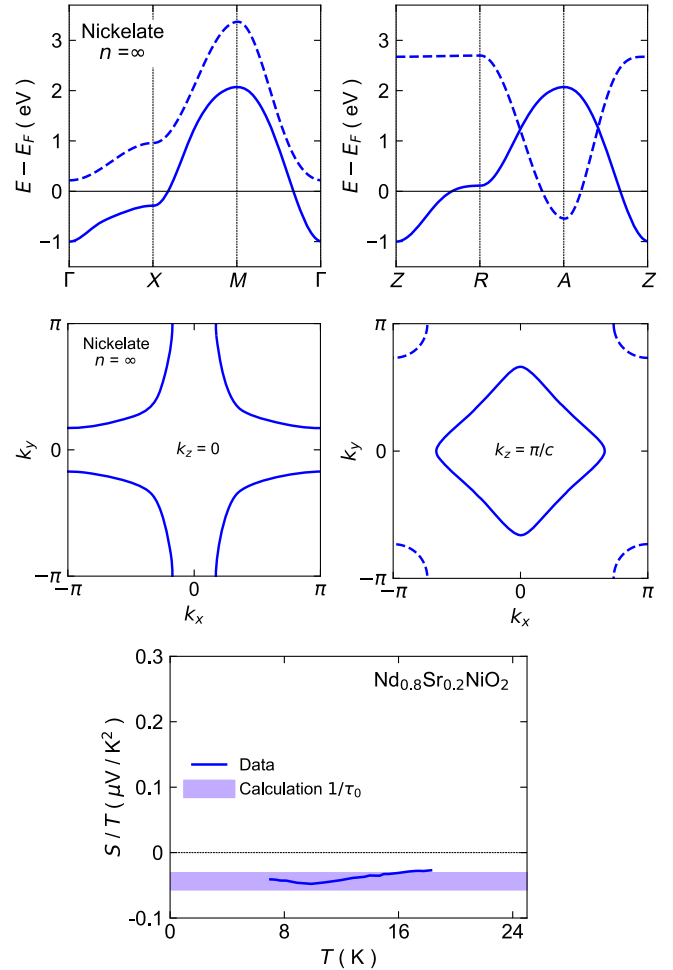 Nickelate
n = ∞
E − E_F ( eV)
3
2
1
0
−1
Γ
X
M
Γ
E − E_F ( eV)
3
2
1
0
−1
Z
R
A
Z
Nickelate
n = ∞
k_z = 0
k_y
π
0
−π
−π
0
π
k_x
k_z = π/c
k_y
π
0
−π
−π
0
π
k_x
Nd₀.₈Sr₀.₂NiO₂
Data
Calculation 1/τ₀
S / T ( μV / K²)
0.3
0.2
0.1
0
-0.1
0
8
16
24
T ( K)